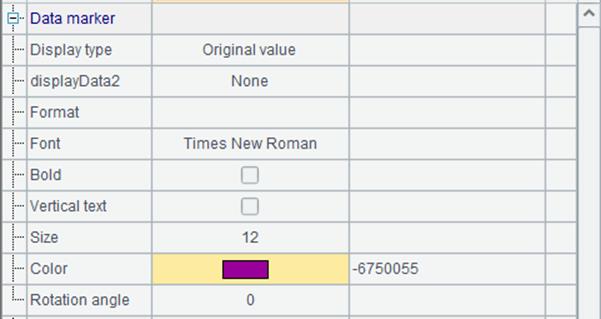 Data marker
Display type Original value
displayData2 None
Format
Font Times New Roman
Bold
Vertical text
Size 12
Color -6750055
Rotation angle 0